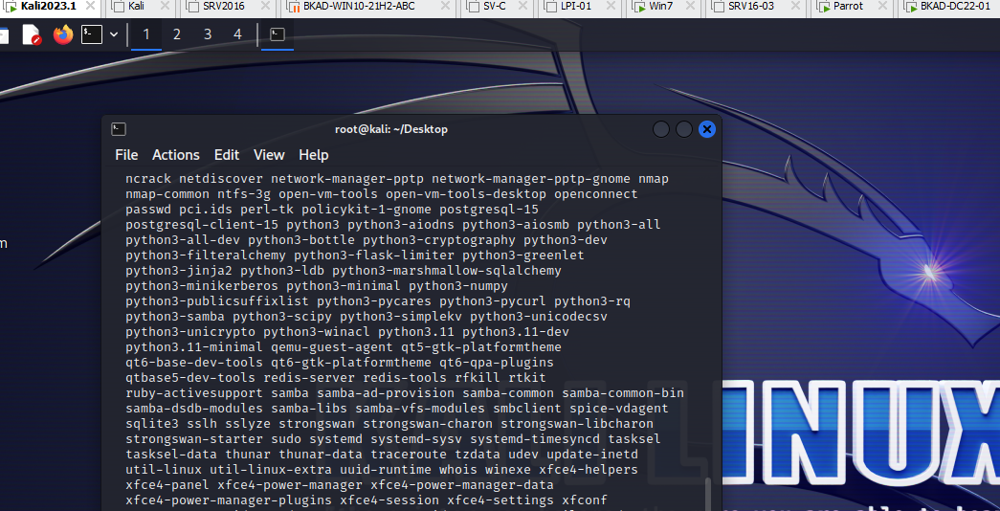 Kali2023.1 Kali SRV2016 BKAD-WIN10-21H2-ABC SV-C LPI-01 Win7 SRV16-03 Parrot BKAD-DC22-01
1 2 3 4
root@kali: ~/Desktop
File Actions Edit View Help
ncrack netdiscover network-manager-pptp network-manager-pptp-gnome nmap
nmap-common ntfs-3g open-vm-tools open-vm-tools-desktop openconnect
passwd pci.ids perl-tk policykit-1-gnome postgresql-15
postgresql-client-15 python3 python3-aiodns python3-aiosmb python3-all
python3-all-dev python3-bottle python3-cryptography python3-dev
python3-filteralchemy python3-flask-limiter python3-greenlet
python3-jinja2 python3-ldb python3-marshmallow-sqlalchemy
python3-minikerberos python3-minimal python3-numpy
python3-publicsuffixlist python3-pycares python3-pycurl python3-rq
python3-samba python3-scipy python3-simplekv python3-unicodecsv
python3-unicrypto python3-winacl python3.11 python3.11-dev
python3.11-minimal qemu-guest-agent qt5-gtk-platformtheme
qt6-base-dev-tools qt6-gtk-platformtheme qt6-qpa-plugins
qtbase5-dev-tools redis-server redis-tools rfkill rtkit
ruby-activesupport samba samba-ad-provision samba-common samba-common-bin
samba-dsdb-modules samba-libs samba-vfs-modules smbclient spice-vdagent
sqlite3 sslh sslyze strongswan strongswan-charon strongswan-libcharon
strongswan-starter sudo systemd systemd-sysv systemd-timesyncd tasksel
tasksel-data thunar thunar-data traceroute tzdata udev update-inetd
util-linux util-linux-extra uuid-runtime whois winexe xfce4-helpers
xfce4-panel xfce4-power-manager xfce4-power-manager-data
xfce4-power-manager-plugins xfce4-session xfce4-settings xfconf
LINUX